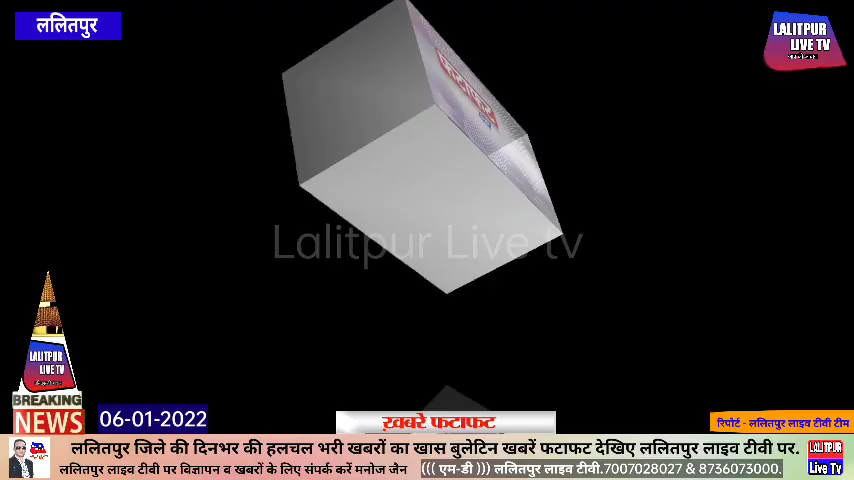 ललितपुर
LALITPUR
LIVE TV
फटाफट
Lalitpur Live tv
LALITPUR
LIVE TV
BREAKING
NEWS
06-01-2022
ख़बरे फटाफट
रिपोर्ट - ललितपुर लाइव टीवी टीम
ललितपुर जिले की दिनभर की हलचल भरी खबरों का खास बुलेटिन खबरें फटाफट देखिए ललितपुर लाइव टीवी पर.
ललितपुर लाइव टीवी पर विज्ञापन व खबरों के लिए संपर्क करें मनोज जैन ((( एम-डी ))) ललितपुर लाइव टीवी.7007028027 & 8736073000.
LALITPUR
Live Tv